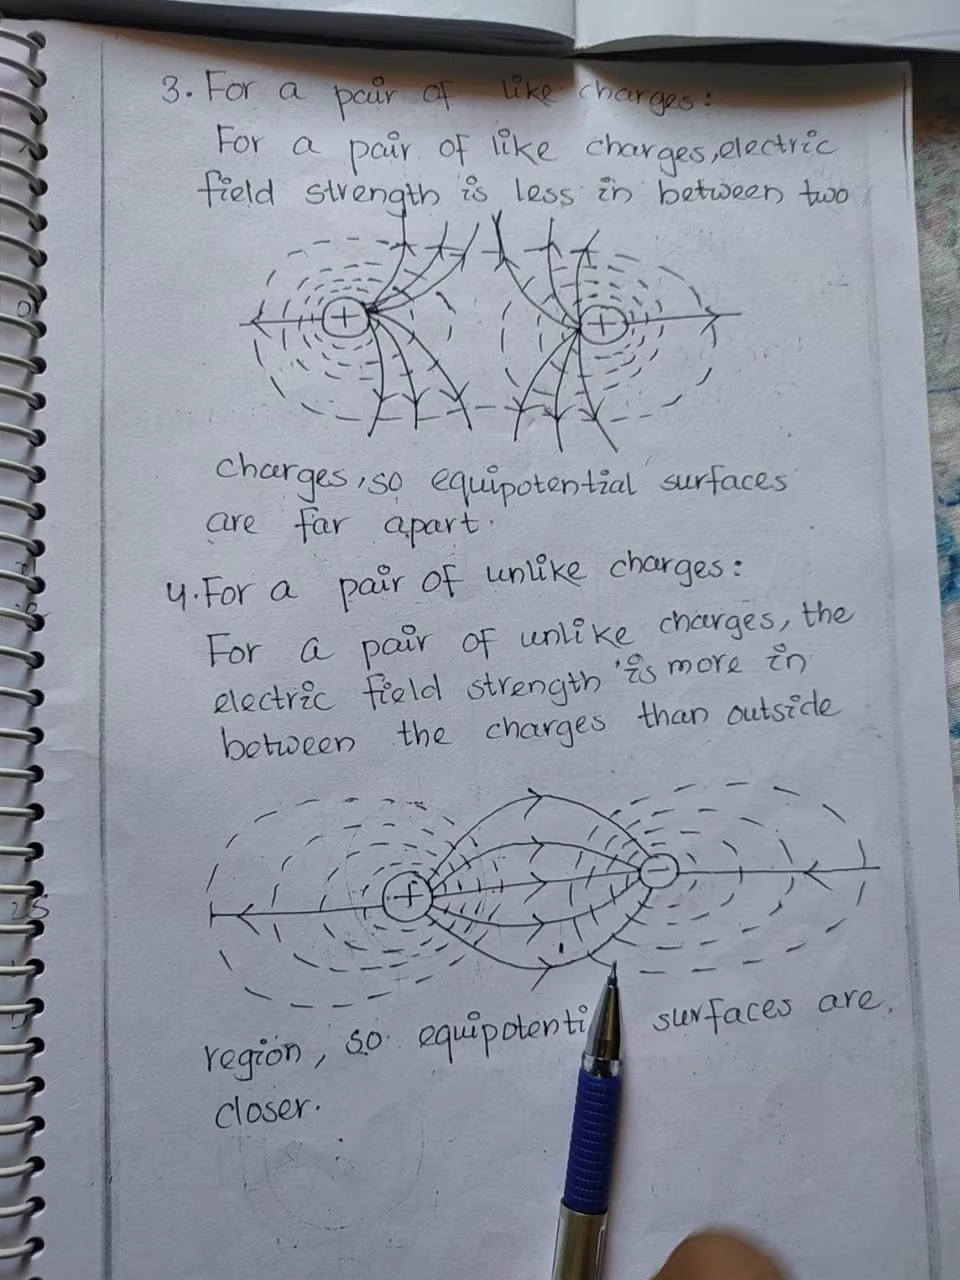 3. For a pair of like charges:
For a pair of like charges, electric
field strength is less in between two
+
+
charges, so equipotential surfaces
are far apart.
4. For a pair of unlike charges:
For a pair of unlike charges, the
electric field strength is more in
between the charges than outside
+
-
region, so equipotenti surfaces are
closer.